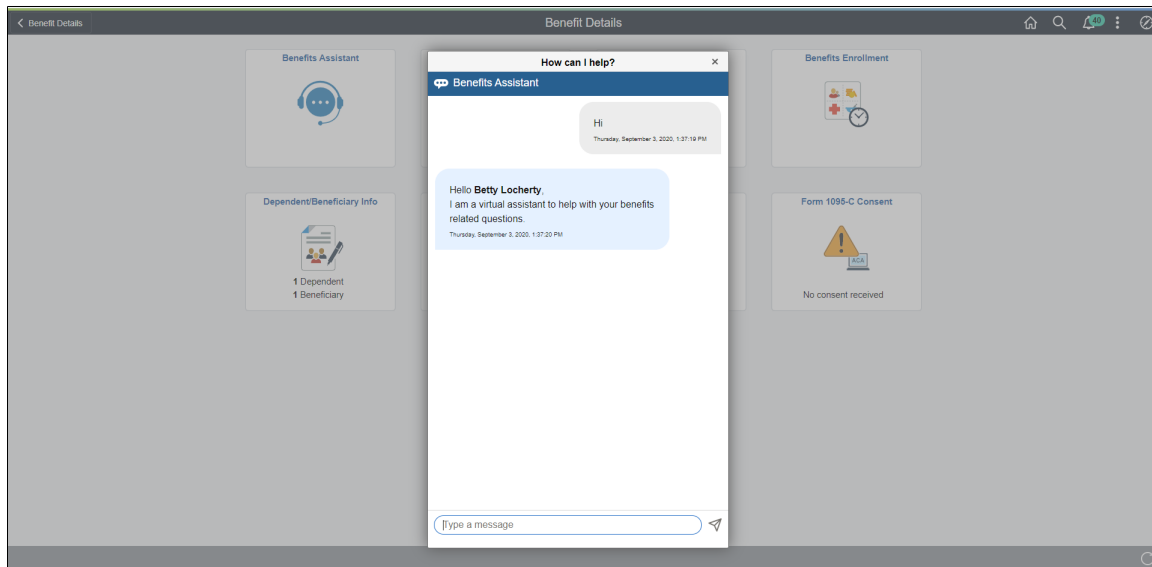 Benefit Details
Benefit Details
40
Benefits Assistant
Benefits Enrollment
Dependent/Beneficiary Info
1 Dependent
1 Beneficiary
Form 1095-C Consent
ACA
No consent received
How can I help?
Benefits Assistant
Hi
Thursday, September 3, 2020, 1:37:19 PM
Hello Betty Locherty,
I am a virtual assistant to help with your benefits
related questions.
Thursday, September 3, 2020, 1:37:20 PM
Type a message